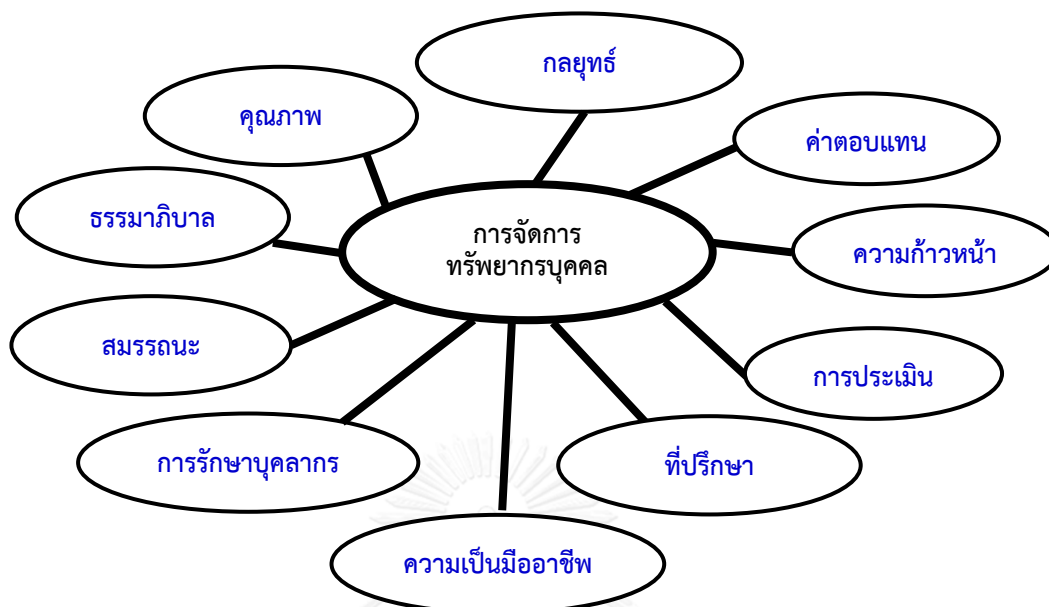 กลยุทธ์
คุณภาพ
ค่าตอบแทน
ธรรมาภิบาล
การจัดการ
ทรัพยากรบุคคล
ความก้าวหน้า
สมรรถนะ
การประเมิน
การรักษาบุคลากร
ที่ปรึกษา
ความเป็นมืออาชีพ